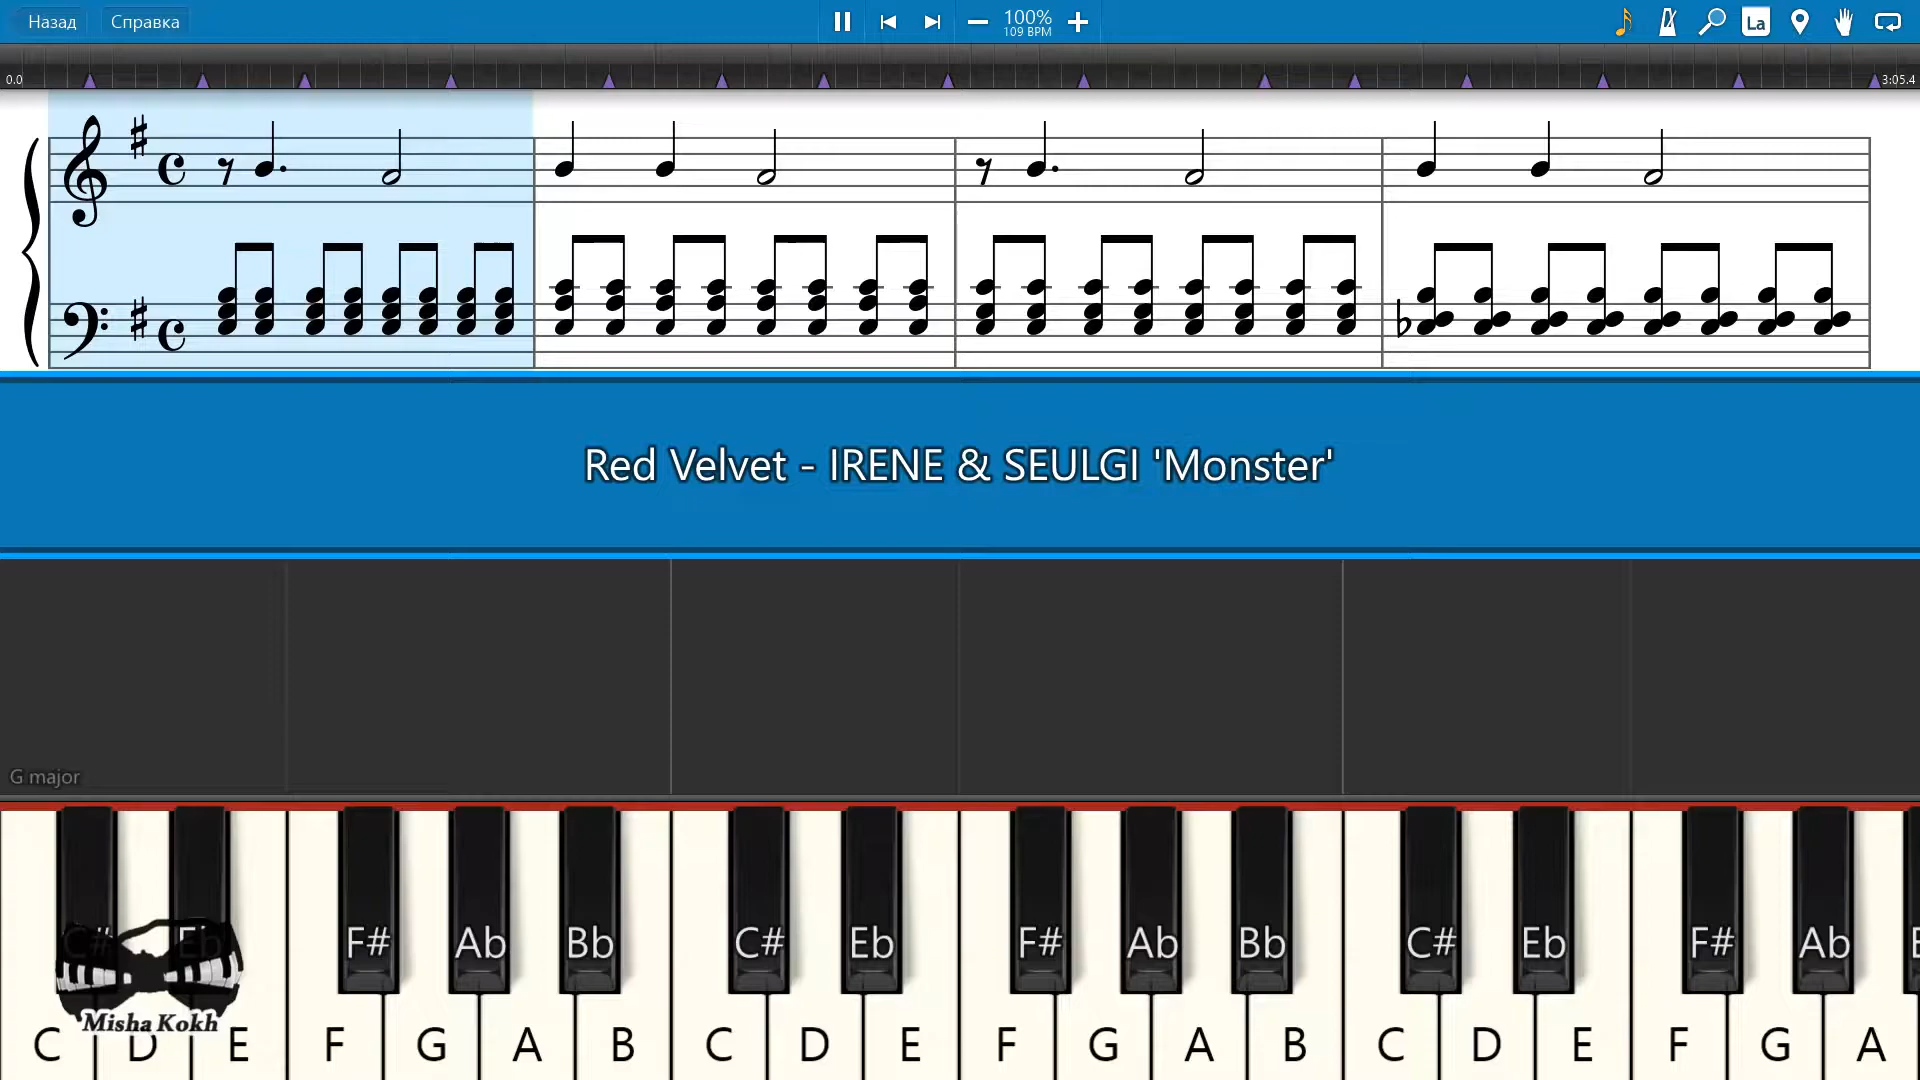 Назад Справка 100% La
109 BPM
0.0 3:05.4
Red Velvet - IRENE & SEULGI 'Monster'
G major
C# Eb F# Ab Bb C# Eb F# Ab Bb C# Eb F# Ab
Misha Kokh
C D E F G A B C D E F G A B C D E F G A